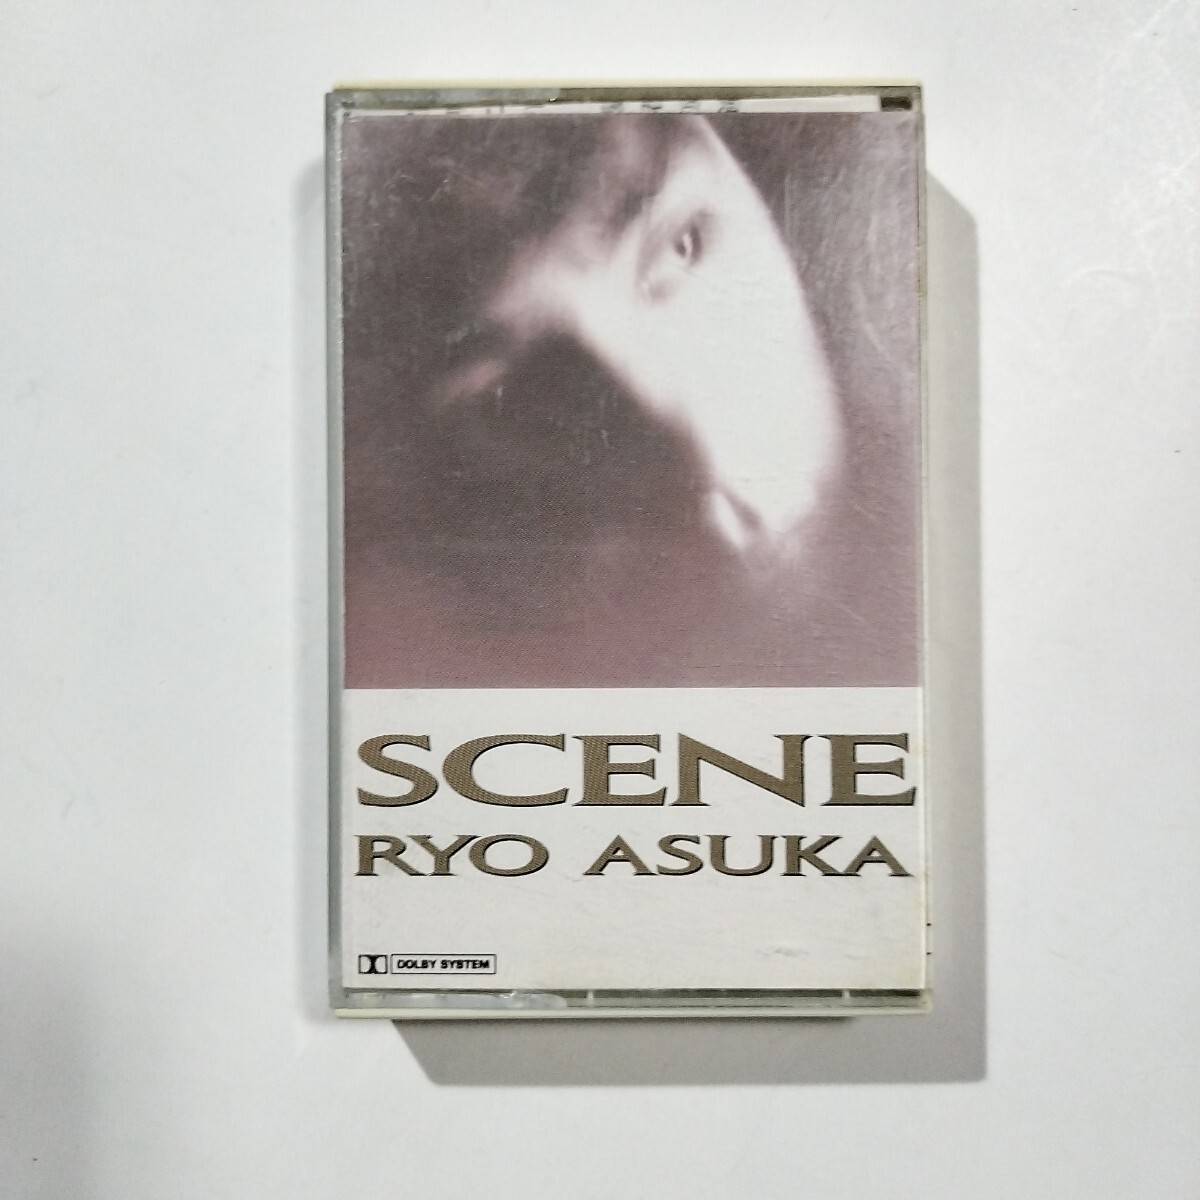 SCENE
RYO ASUKA
DOLBY SYSTEM